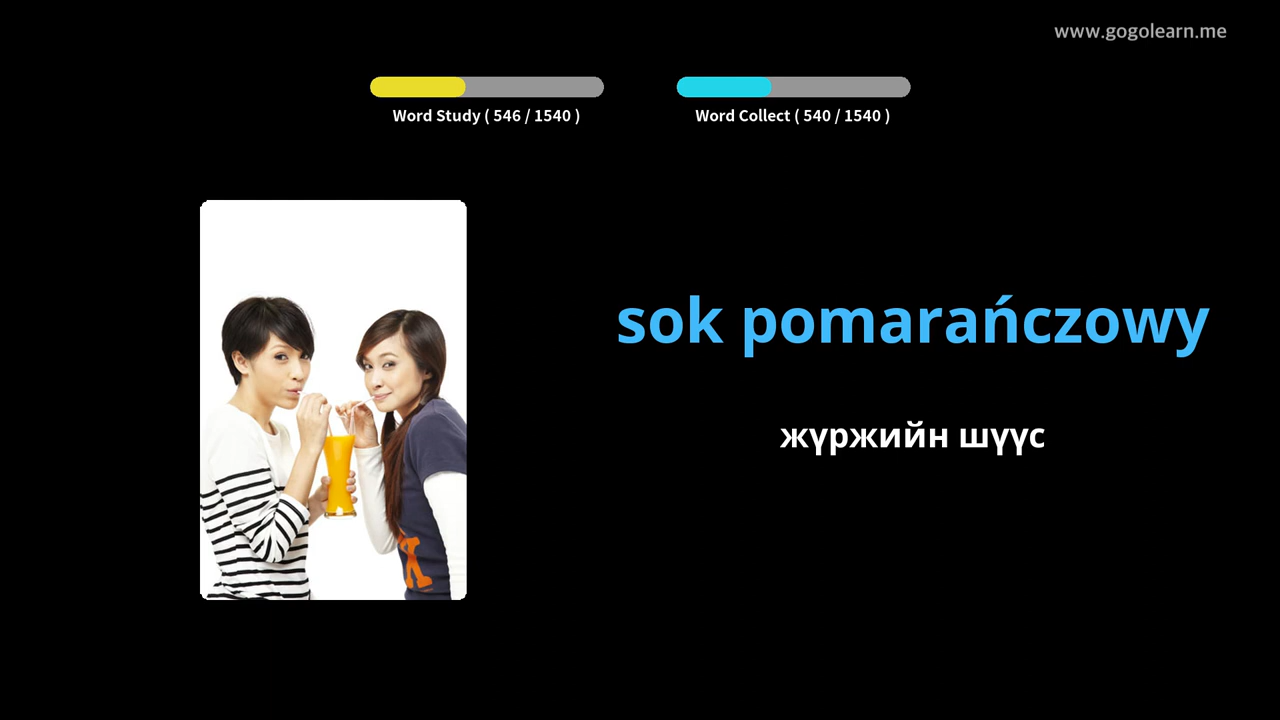 www.gogolearn.me
Word Study ( 546 / 1540 )
Word Collect ( 540 / 1540 )
sok pomarańczowy
жүржийн шүүс